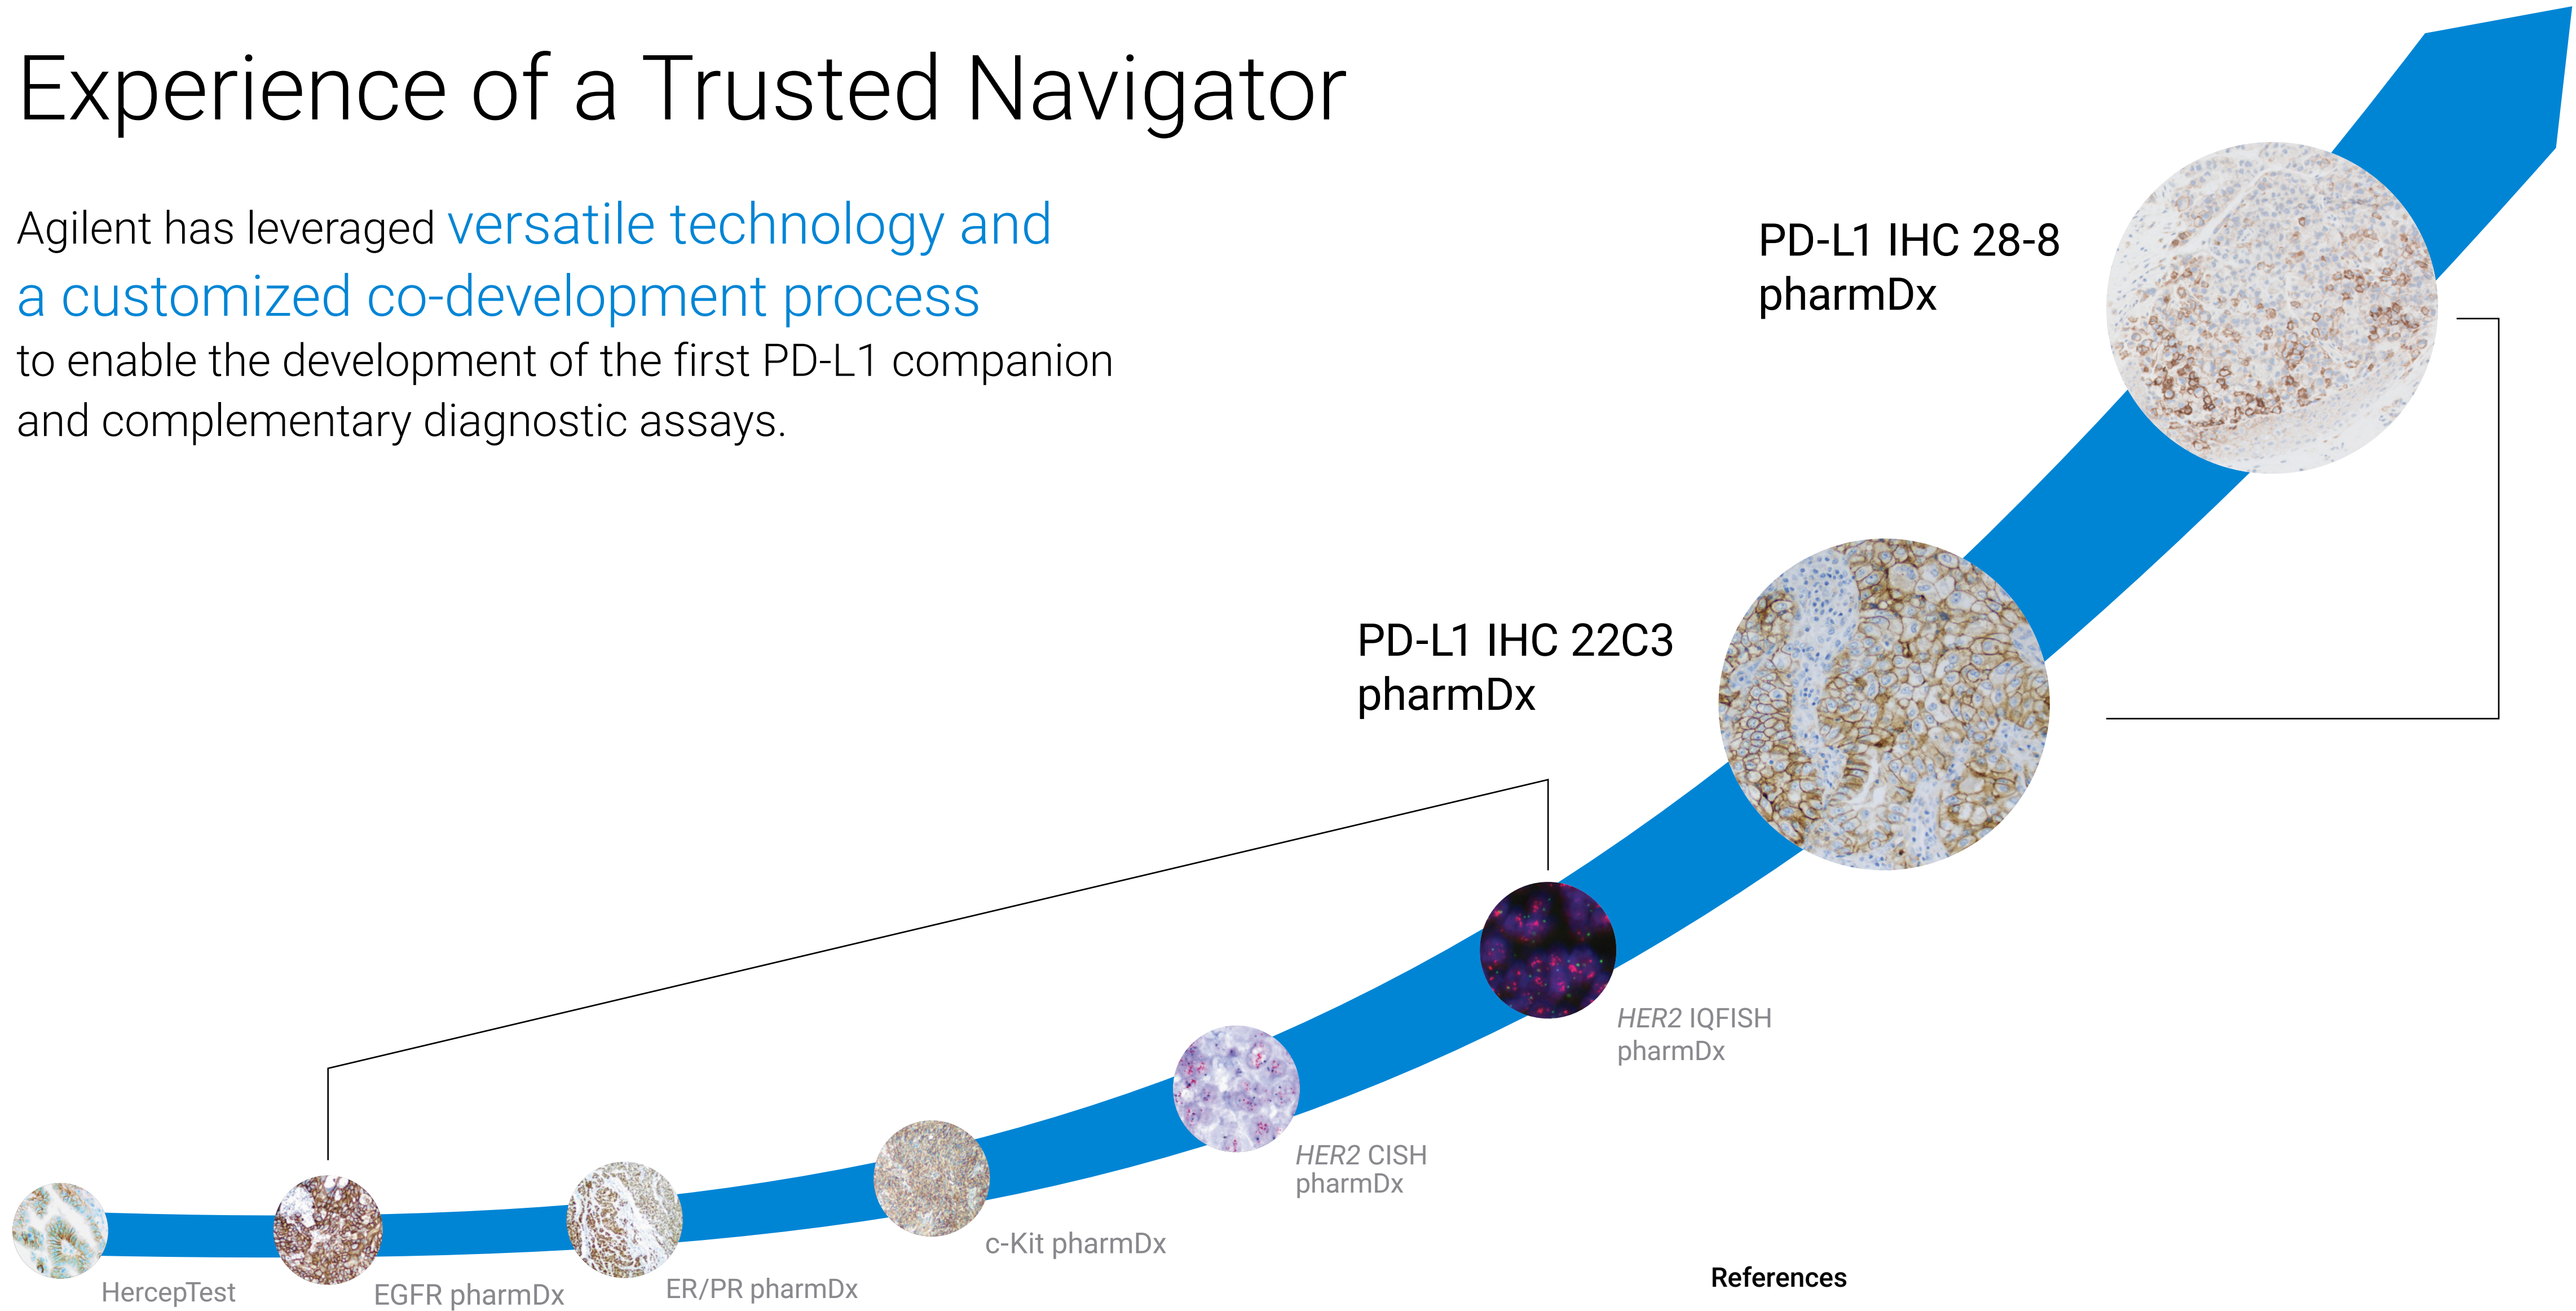 Experience of a Trusted Navigator
Agilent has leveraged versatile technology and
a customized co-development process
to enable the development of the first PD-L1 companion
and complementary diagnostic assays.
PD-L1 IHC 28-8
pharmDx
PD-L1 IHC 22C3
pharmDx
HER2 IQFISH
pharmDx
HER2 CISH
pharmDx
c-Kit pharmDx
ER/PR pharmDx
EGFR pharmDx
HercepTest
References